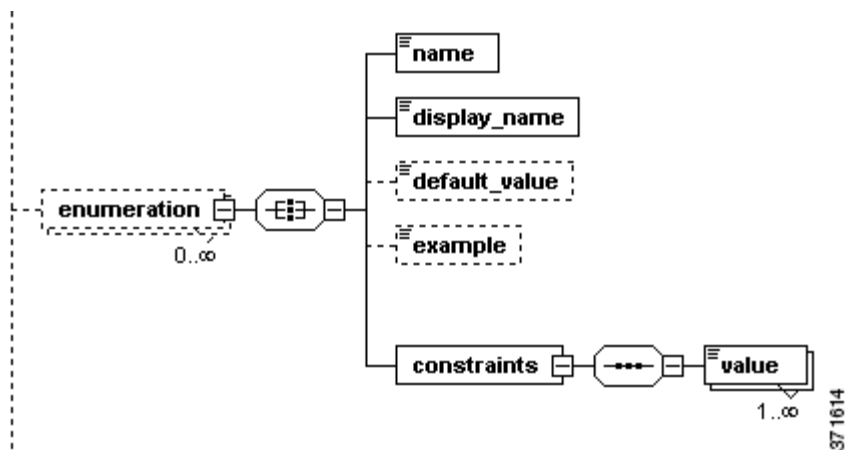 name
display_name
default_value
enumeration
0..∞
example
constraints
value
1..∞
371614